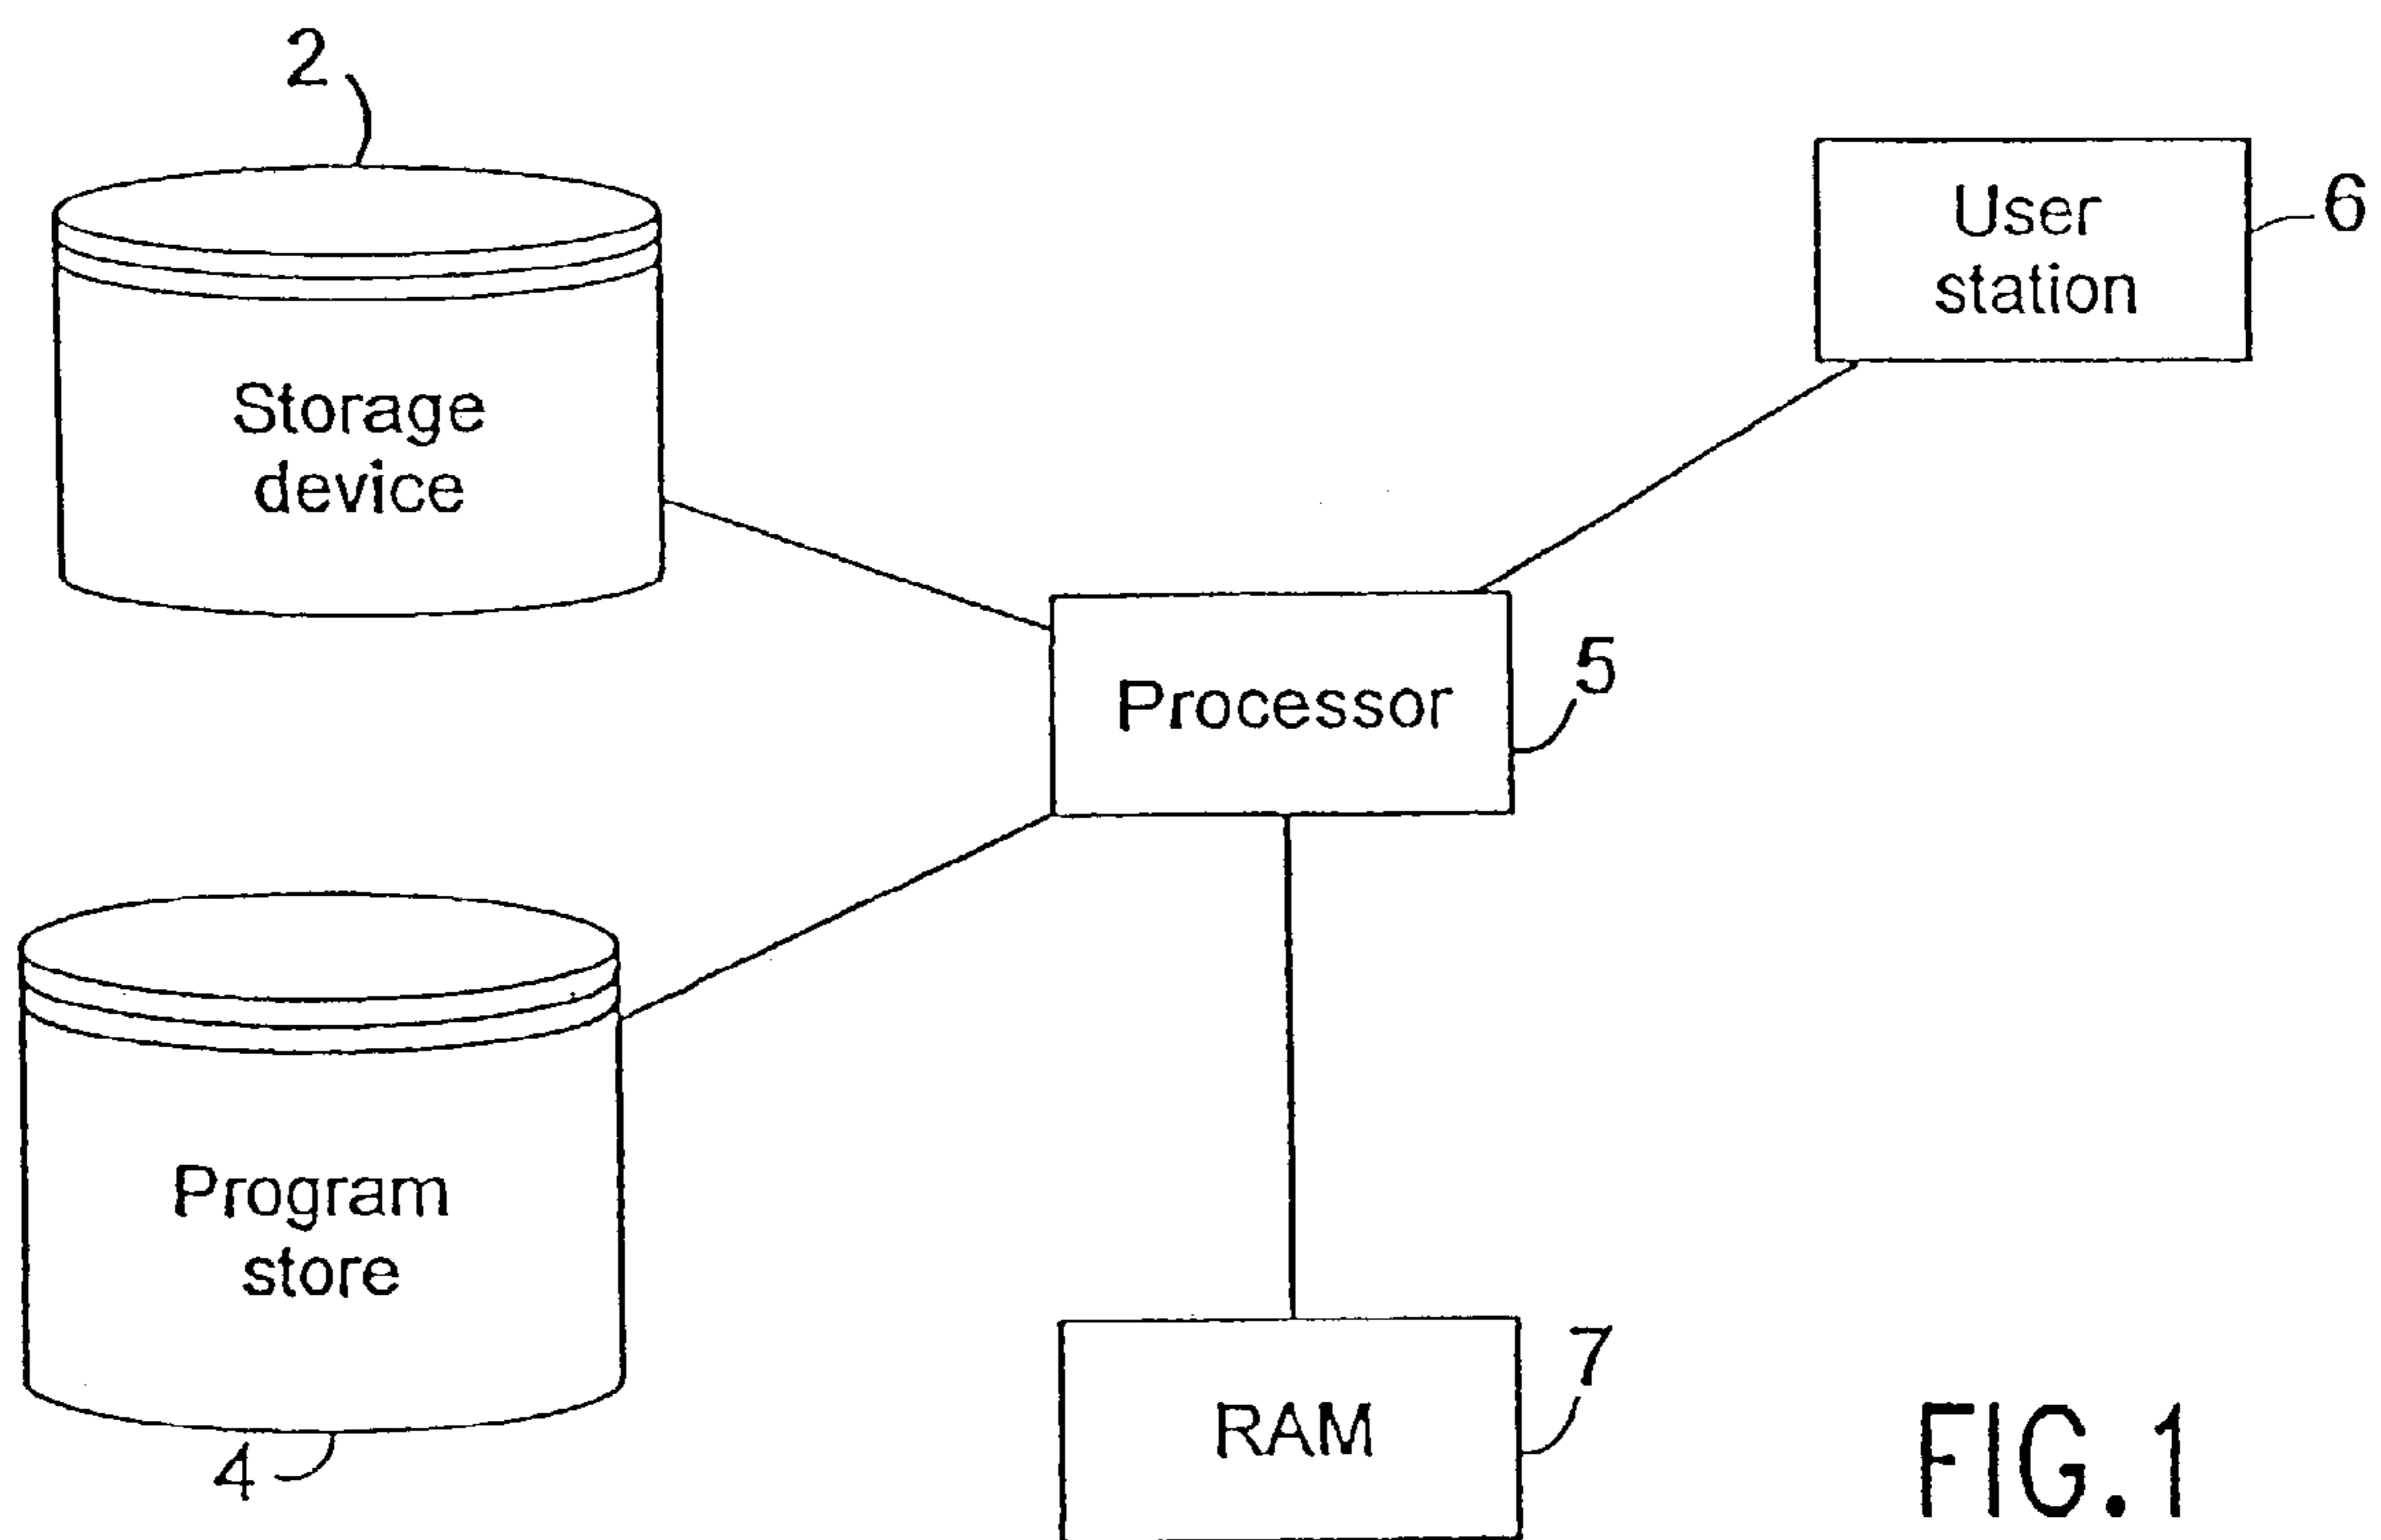 2
User
station
6
Storage
device
Processor
5
Program
store
4
RAM
7
FIG.1